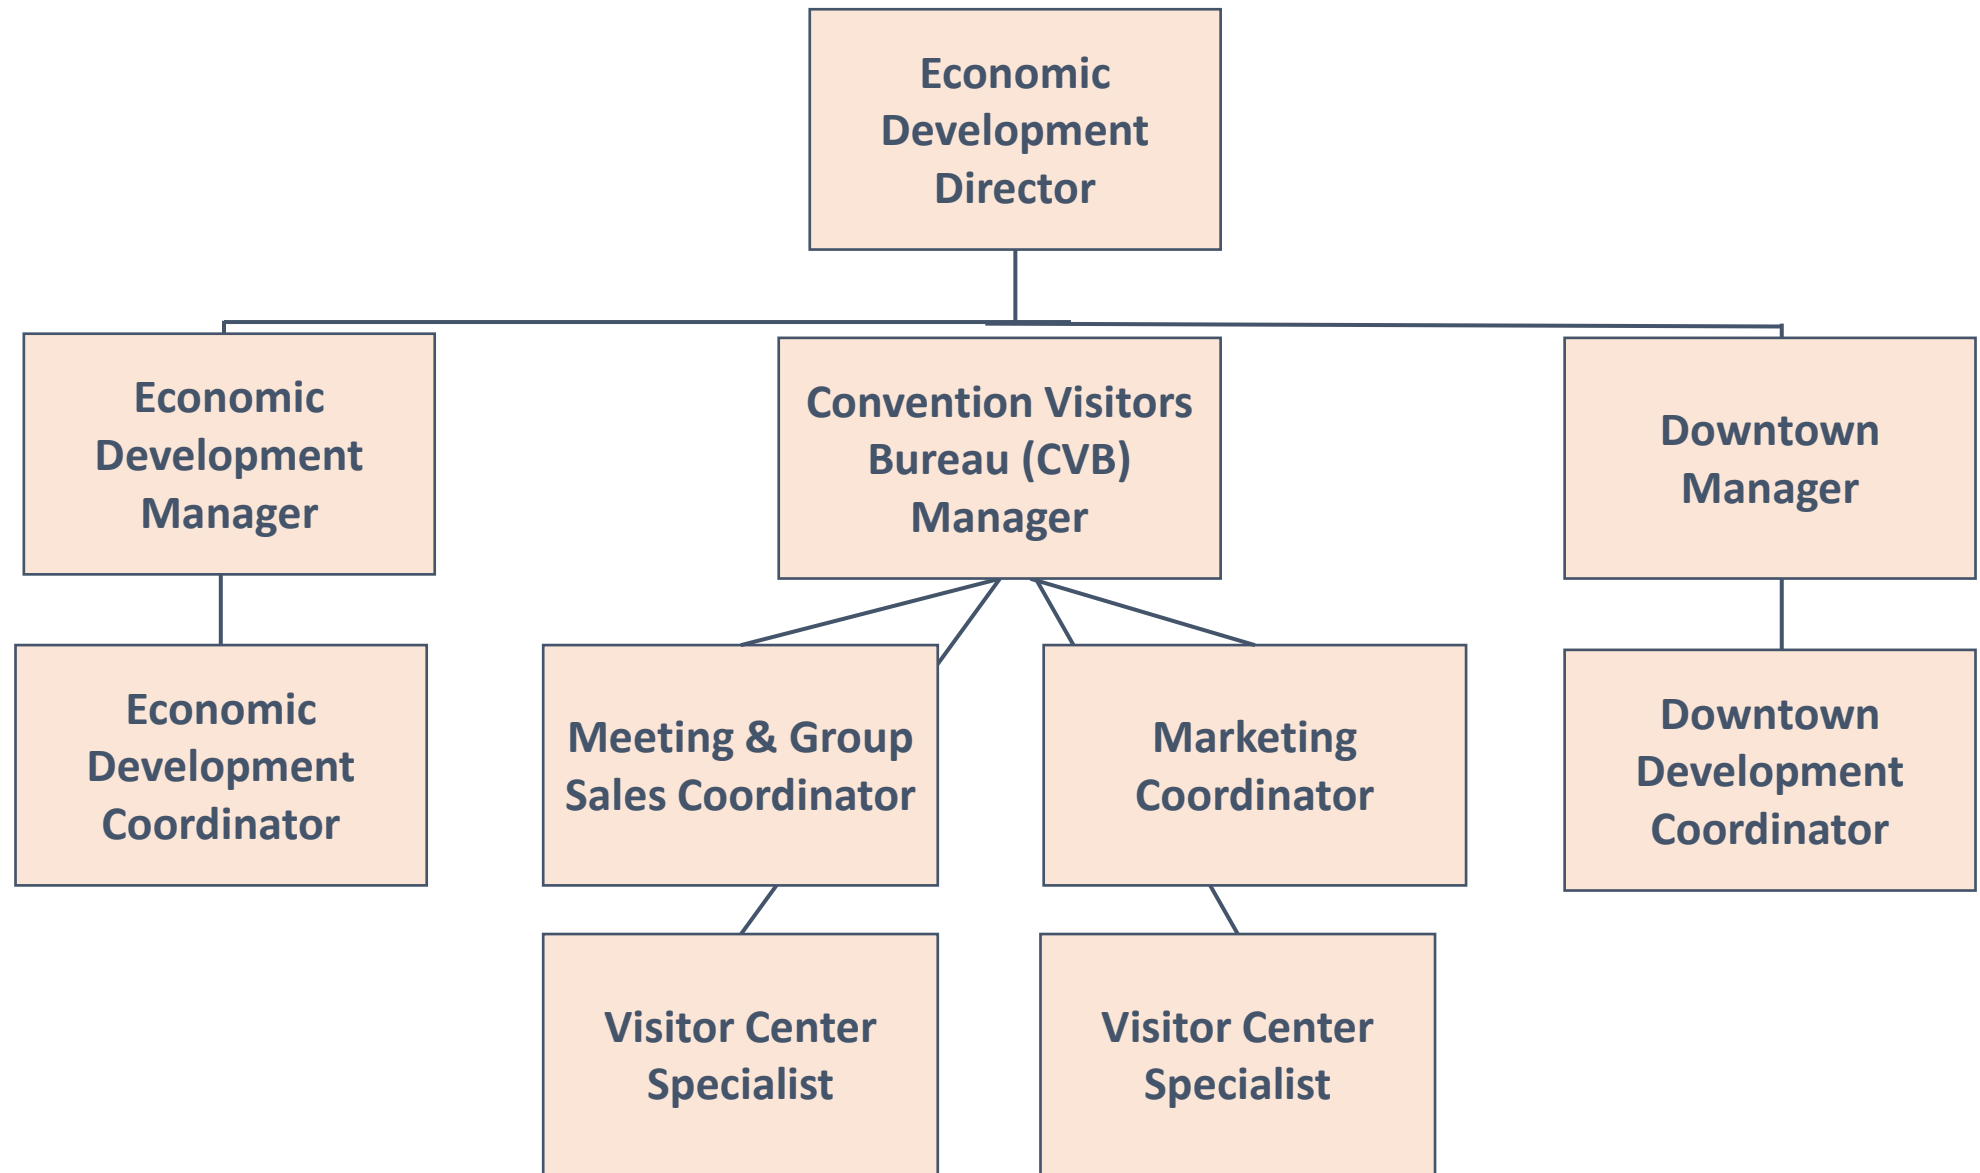 Economic
Development
Director
Economic
Development
Manager
Convention Visitors
Bureau (CVB)
Manager
Downtown
Manager
Economic
Development
Coordinator
Meeting & Group
Sales Coordinator
Marketing
Coordinator
Downtown
Development
Coordinator
Visitor Center
Specialist
Visitor Center
Specialist